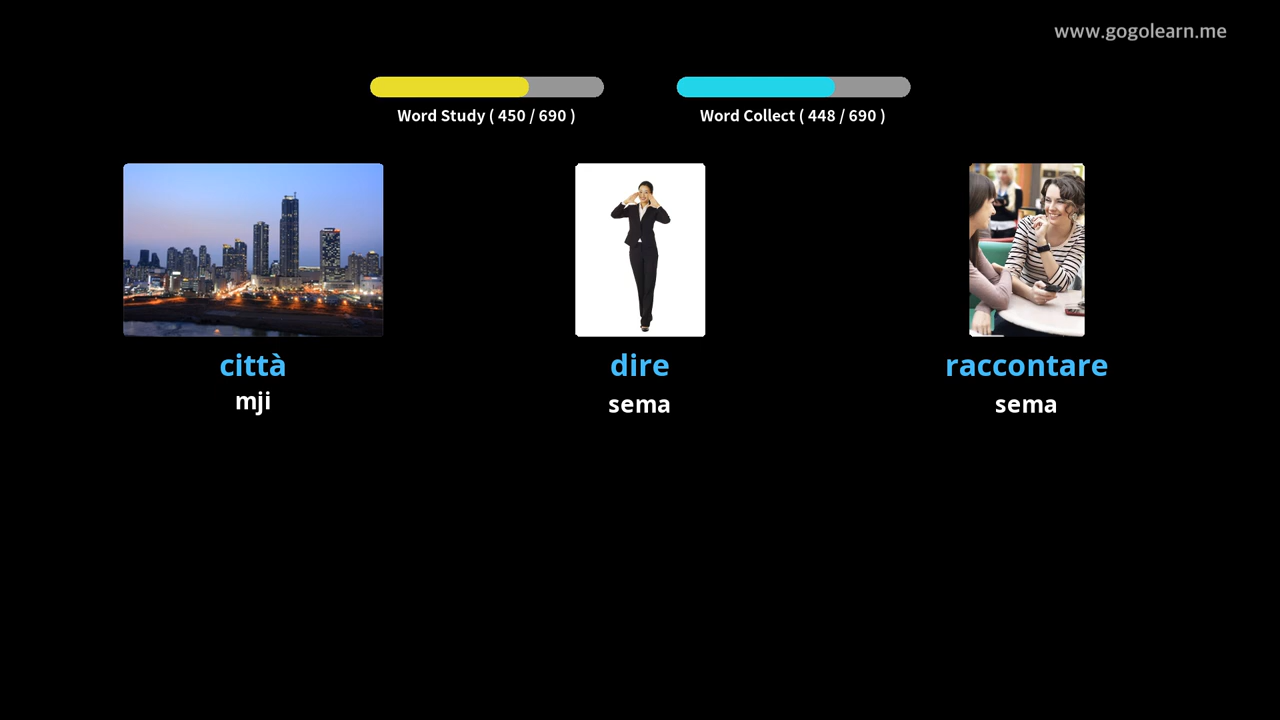 www.gogolearn.me
Word Study ( 450 / 690 )
Word Collect ( 448 / 690 )
città
dire
raccontare
mji
sema
sema